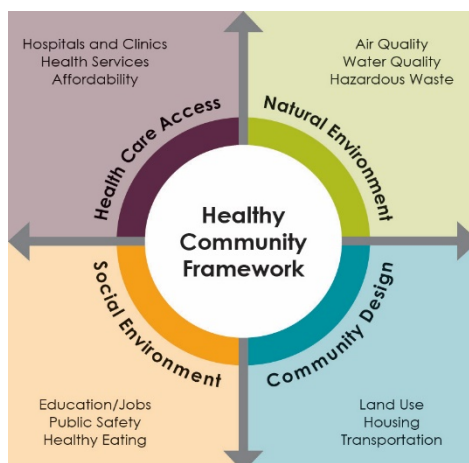 Hospitals and Clinics
Health Services
Affordability
Air Quality
Water Quality
Hazardous Waste
Health Care Access
Natural Environment
Healthy
Community
Framework
Social Environment
Community Design
Education/Jobs
Public Safety
Healthy Eating
Land Use
Housing
Transportation